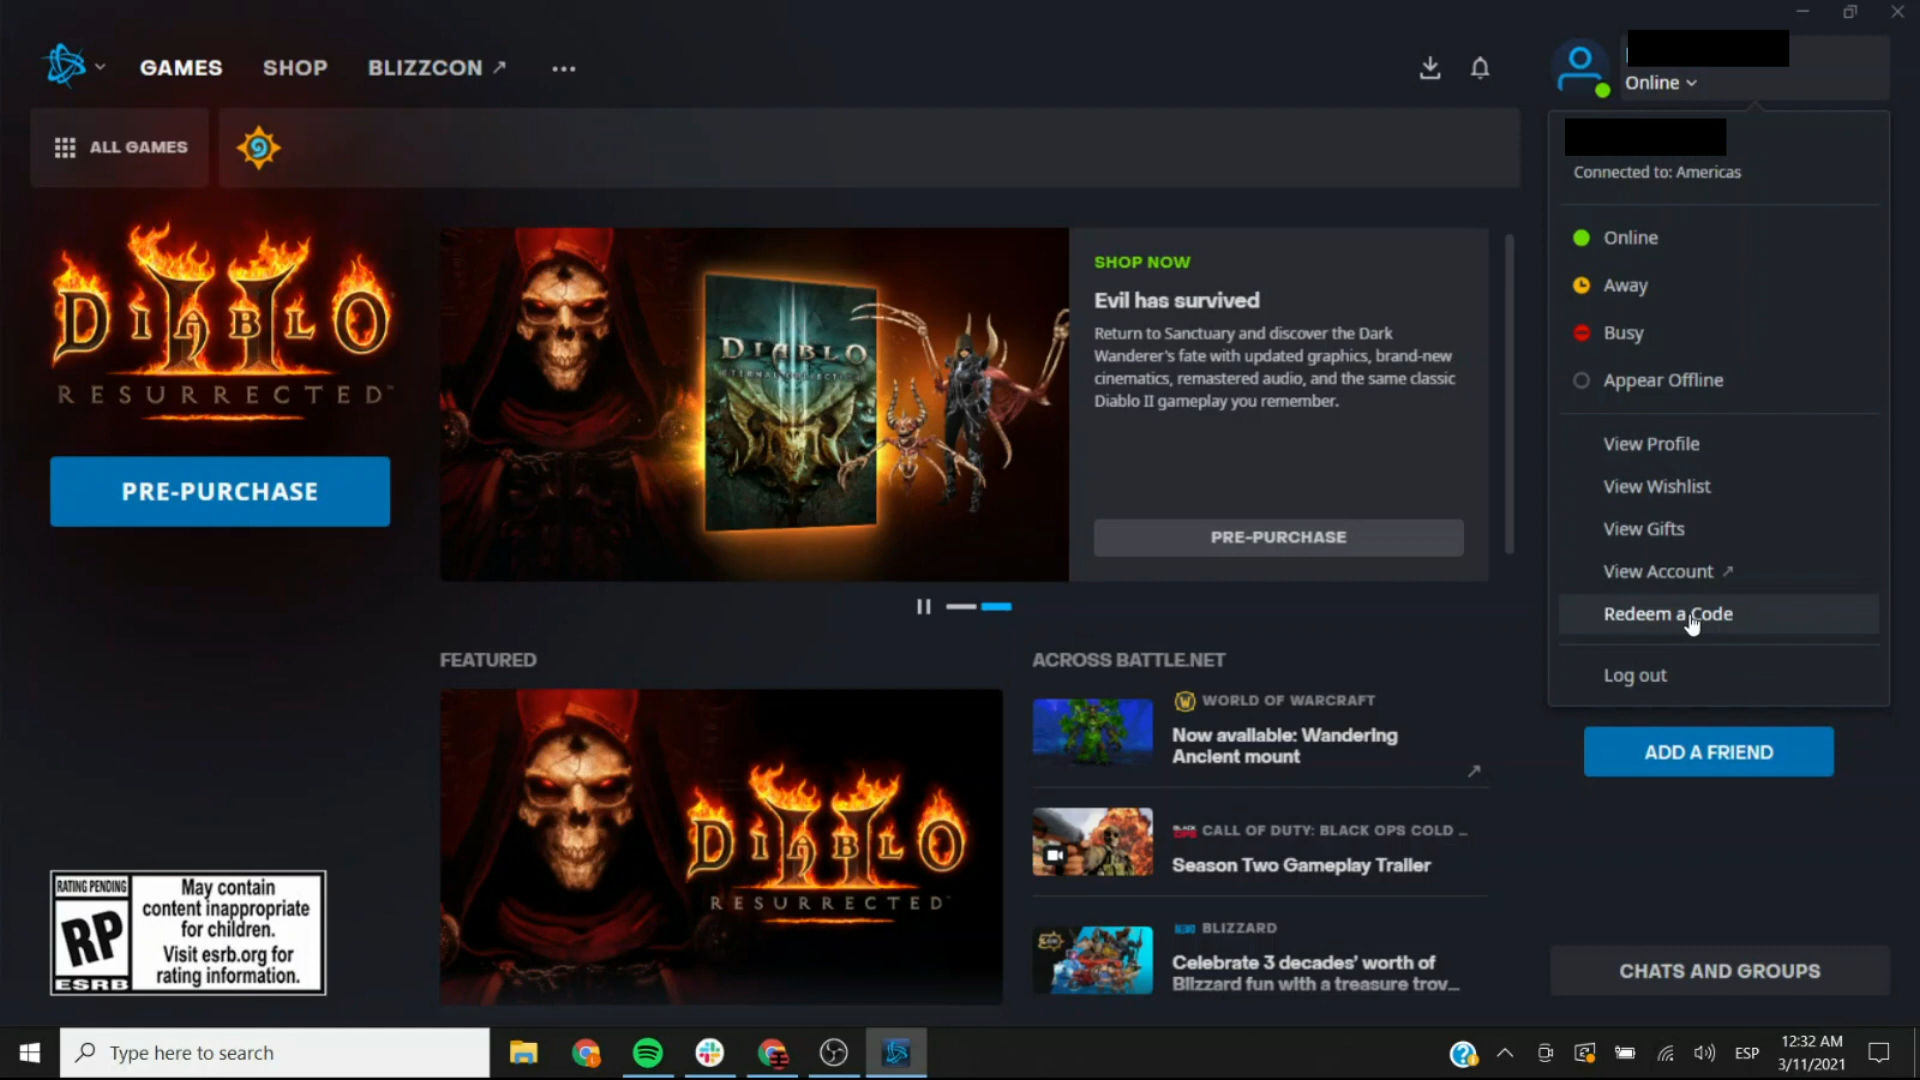 GAMES
SHOP
BLIZZCON
Online
ALL GAMES
Connected to: Americas
Online
Away
Busy
Appear Offline
View Profile
View Wishlist
View Gifts
View Account
Redeem a Code
Log out
DIABLO
II
RESURRECTED™
PRE-PURCHASE
DIABLO
SHOP NOW
Evil has survived
Return to Sanctuary and discover the Dark
Wanderer's fate with updated graphics, brand-new
cinematics, remastered audio, and the same classic
Diablo II gameplay you remember.
PRE-PURCHASE
FEATURED
DIABLO
II
RESURRECTED
ACROSS BATTLE.NET
WORLD OF WARCRAFT
Now available: Wandering
Ancient mount
CALL OF DUTY: BLACK OPS COLD ...
Season Two Gameplay Trailer
BLIZZARD
Celebrate 3 decades' worth of
Blizzard fun with a treasure trov...
ADD A FRIEND
CHATS AND GROUPS
RATING PENDING
RP
ESRB
May contain
content inappropriate
for children.
Visit esrb.org for
rating information.
Type here to search
ESP
12:32 AM
3/11/2021